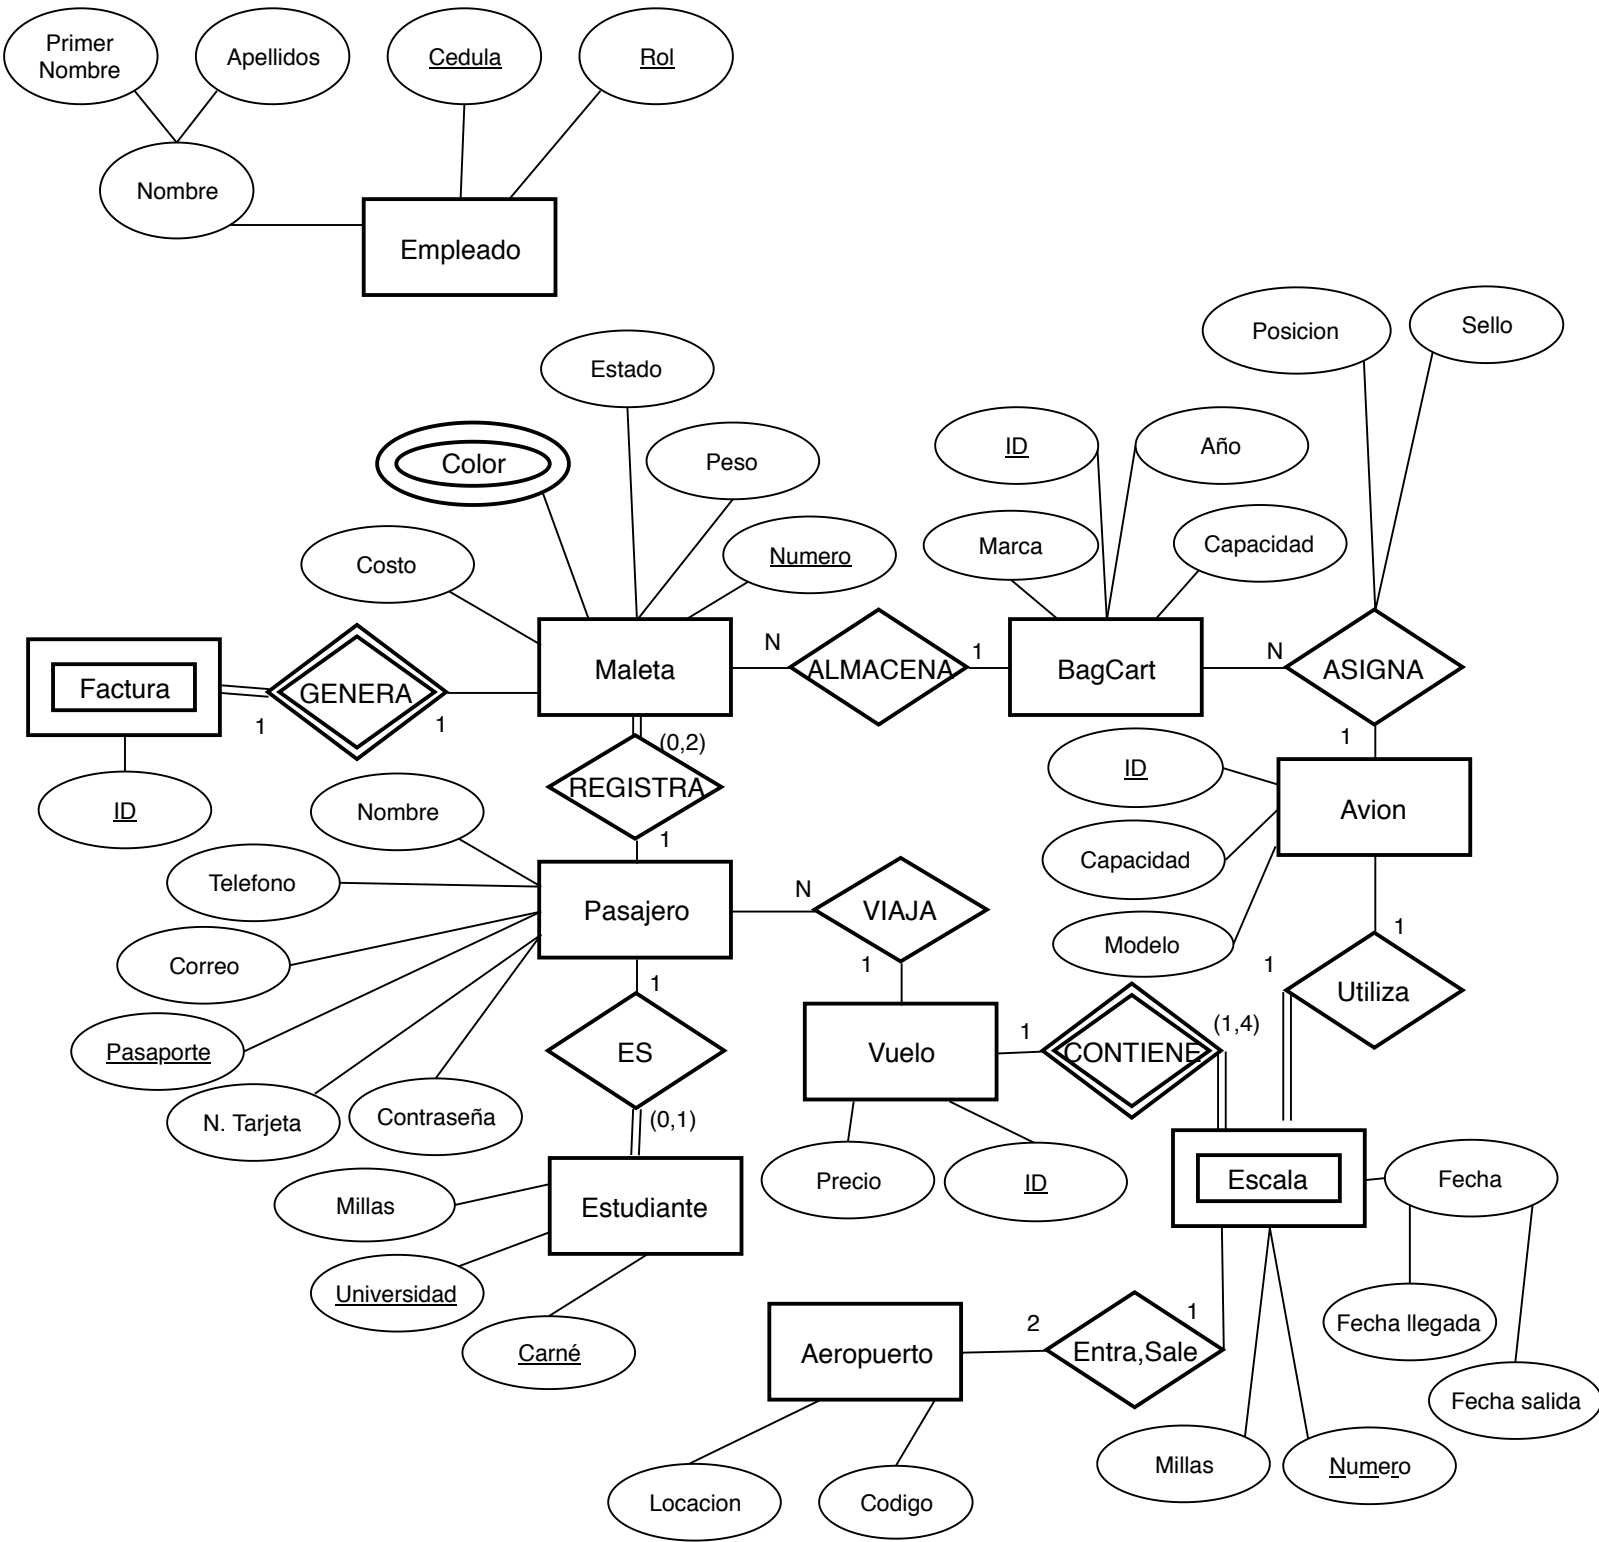 Primer
Nombre
Apellidos
Cedula
Rol
Nombre
Empleado
Posicion
Sello
Estado
Color
Peso
ID
Año
Costo
Numero
Marca
Capacidad
Factura
GENERA
Maleta
N
ALMACENA
1
BagCart
N
ASIGNA
1
1
(0,2)
1
ID
REGISTRA
ID
Nombre
Avion
1
Capacidad
Telefono
Pasajero
N
VIAJA
Modelo
1
Correo
1
1
1
Utiliza
Pasaporte
ES
Vuelo
1
CONTIENE
(1,4)
N. Tarjeta
Contraseña
(0,1)
Precio
ID
Escala
Fecha
Millas
Estudiante
Universidad
Carné
Aeropuerto
2
Entra,Sale
1
Fecha llegada
Fecha salida
Millas
Numero
Locacion
Codigo